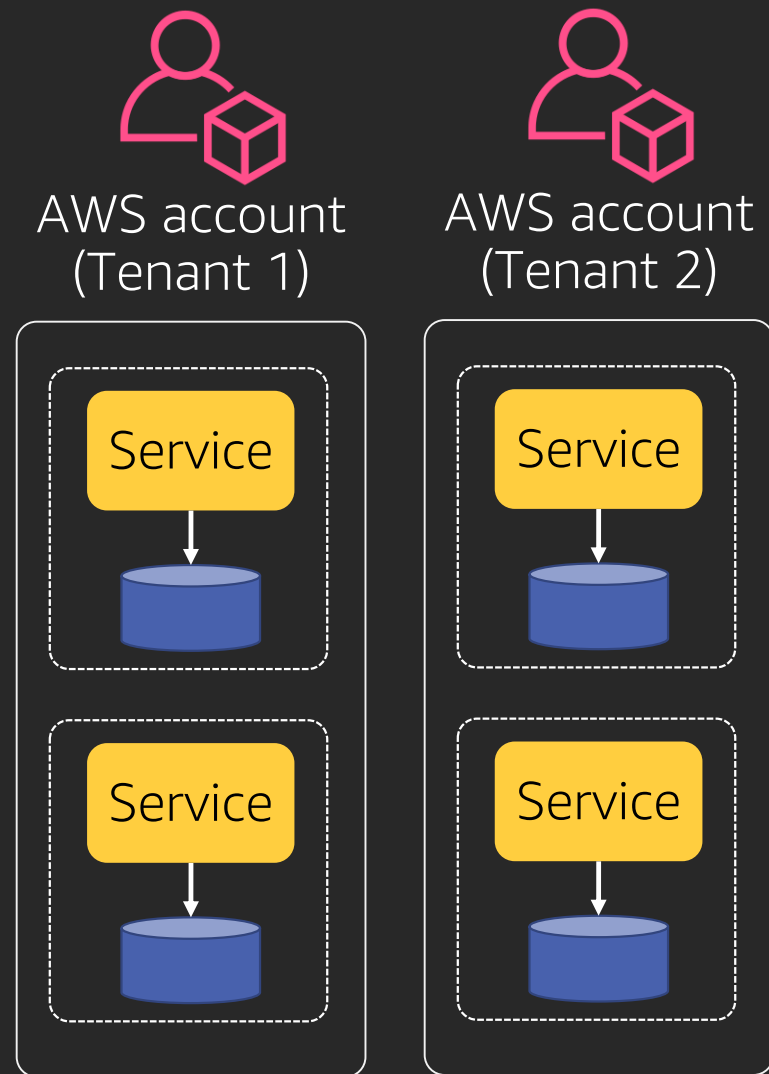 AWS account
(Tenant 1)
AWS account
(Tenant 2)
Service
Service
Service
Service